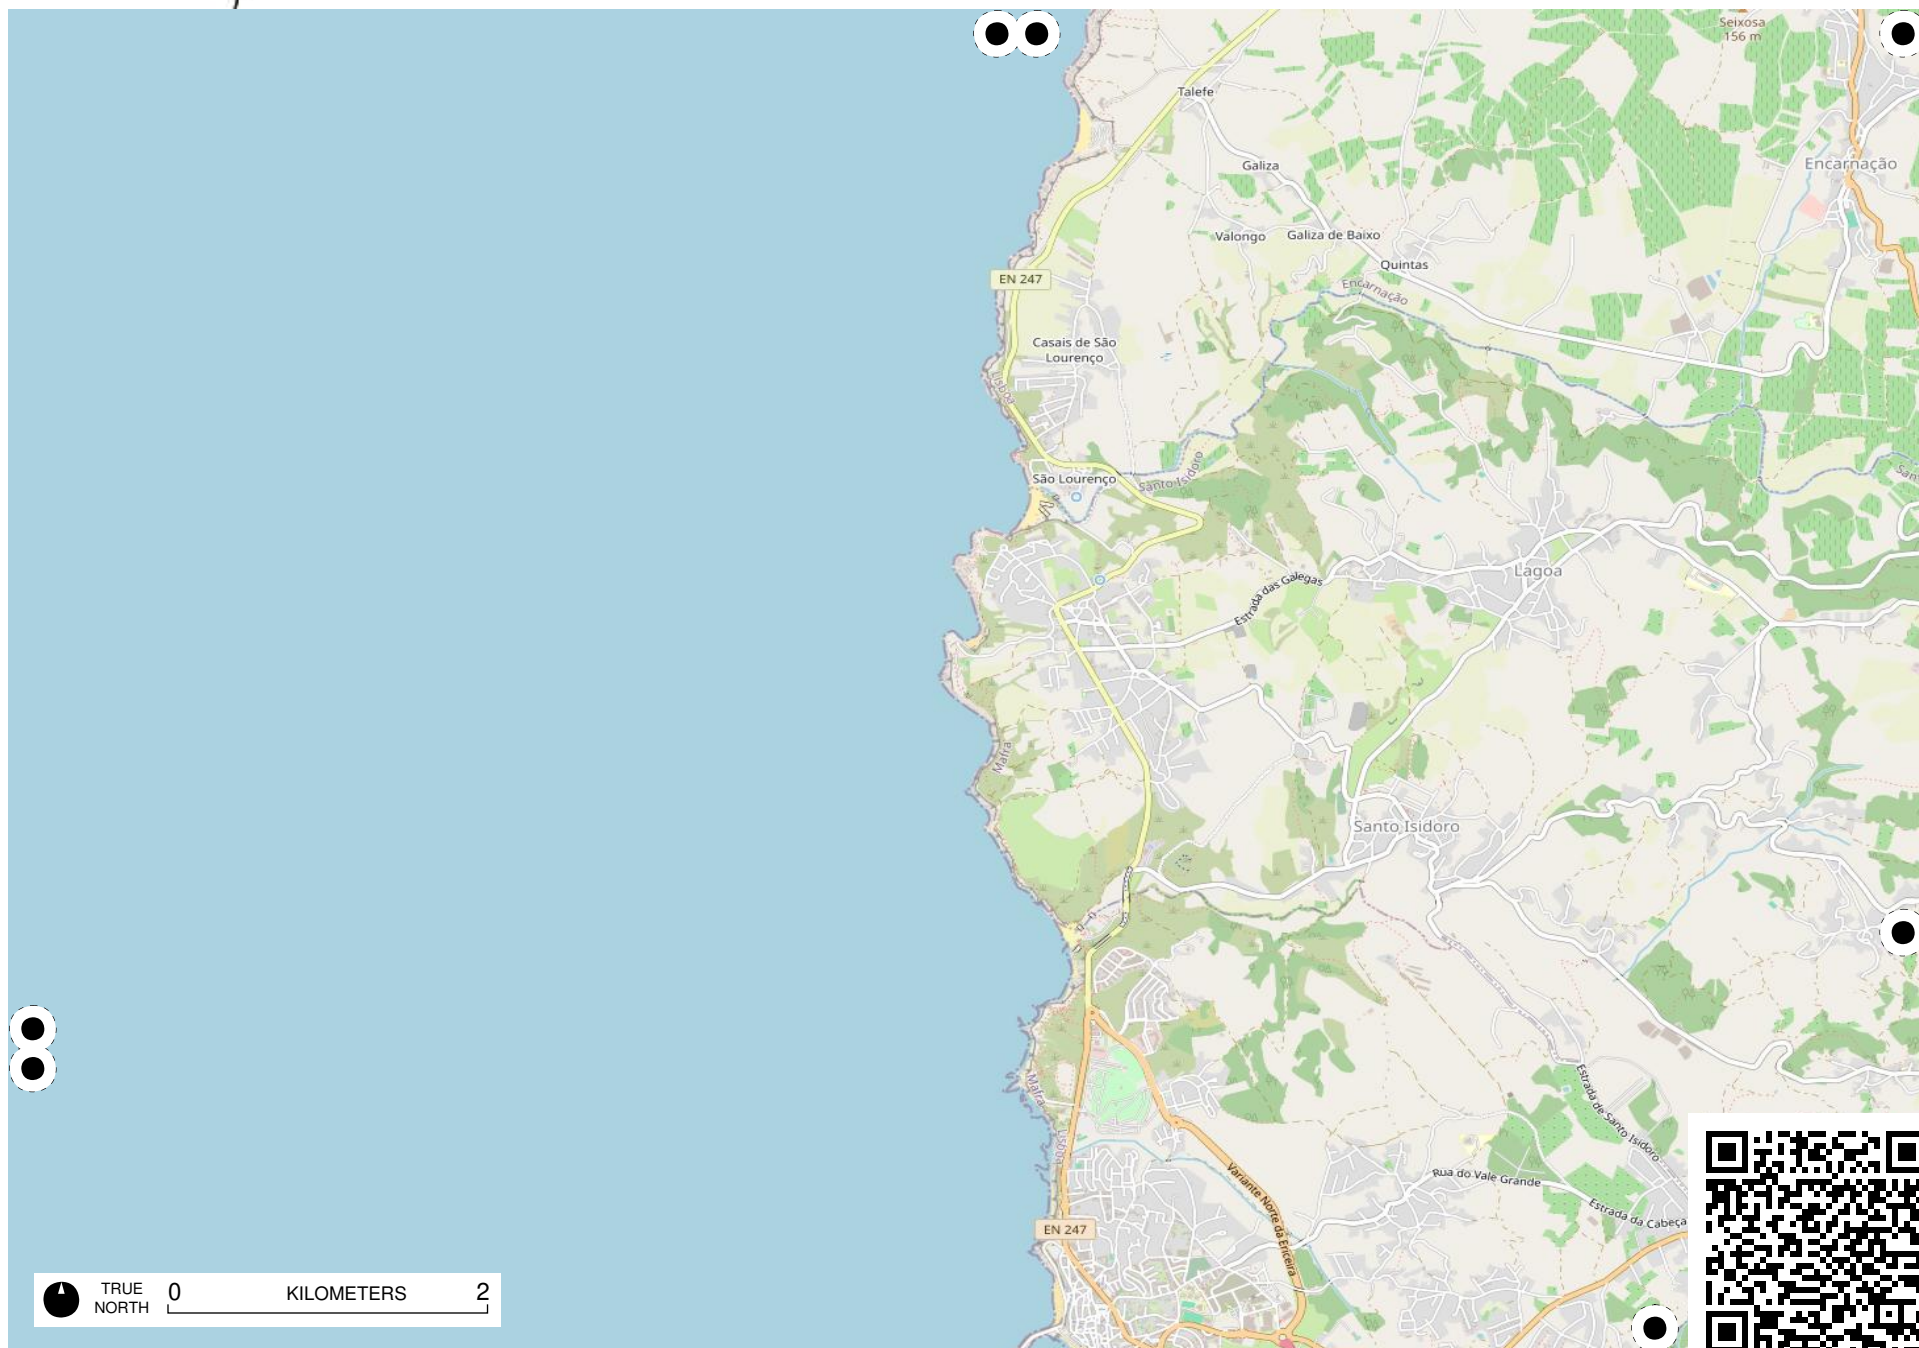 Seixosa
156 m
Talefe
Encarnação
Galiza
Valongo
Galiza de Baixo
Quintas
EN 247
Encarnação
Casais de São
Lourenço
Lisboa
São Lourenço
Santo Isidoro
Lagoa
Estrada das Galegas
Mafra
Santo Isidoro
Mafra
Estrada de Santo Isidoro
Lisboa
Rua do Vale Grande
Variante Norte da Ericeira
Estrada da Cabeça
EN 247
TRUE
NORTH
0 KILOMETERS 2